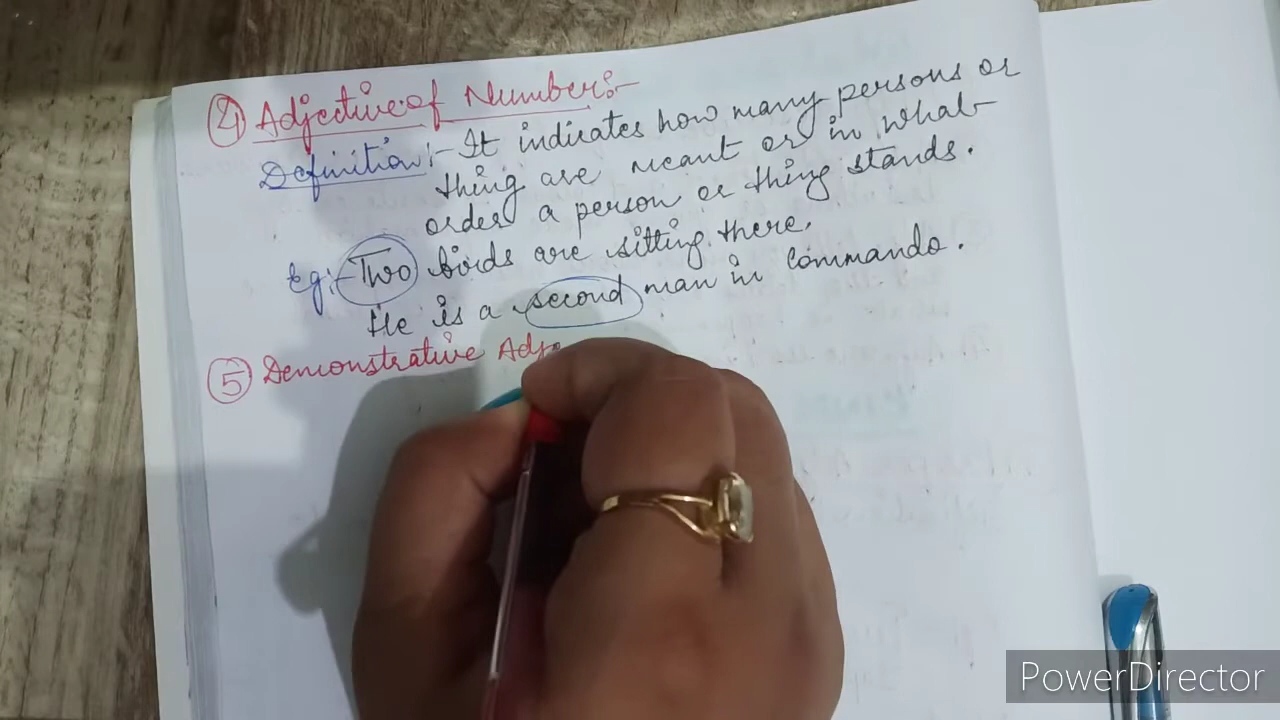 ④ Adjective of Number:-
Definition:- It indicates how many persons or
thing are meant or in what
order a person or thing stands.
Eg:- Two birds are sitting there.
He is a second man in commando.
⑤ Demonstrative Adje
PowerDirector